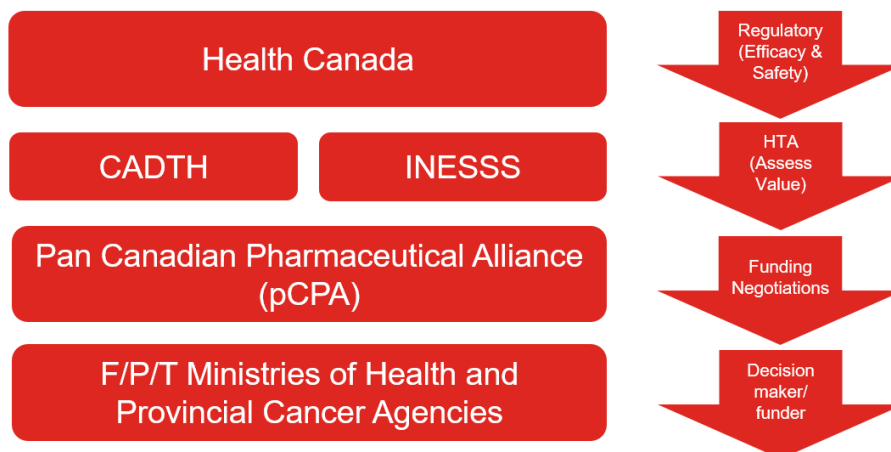 Health Canada
Regulatory
(Efficacy &
Safety)
CADTH
INESSS
HTA
(Assess
Value)
Pan Canadian Pharmaceutical Alliance
(pCPA)
Funding
Negotiations
F/P/T Ministries of Health and
Provincial Cancer Agencies
Decision
maker/
funder